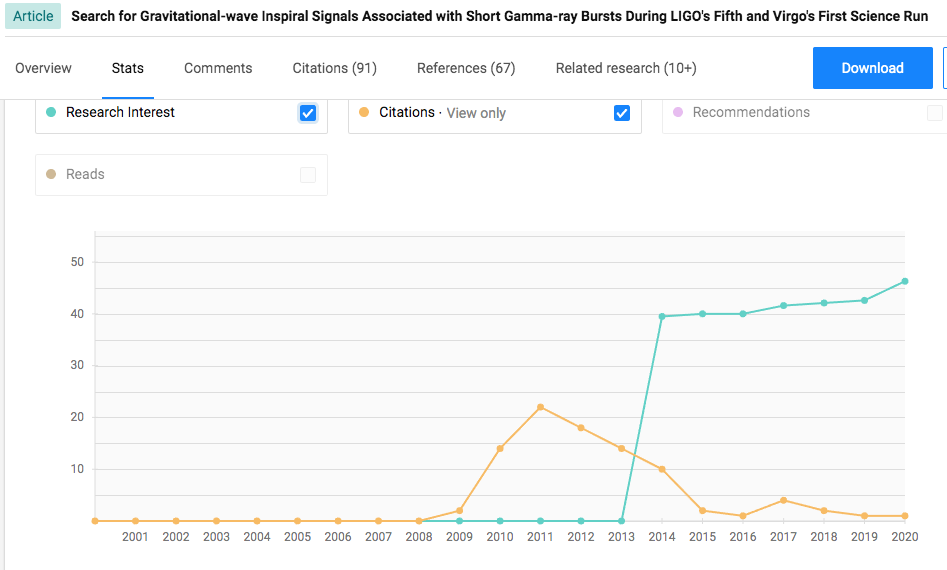 Article Search for Gravitational-wave Inspiral Signals Associated with Short Gamma-ray Bursts During LIGO's Fifth and Virgo's First Science Run
Overview Stats Comments Citations (91) References (67) Related research (10+) Download
Research Interest Citations · View only Recommendations
Reads
50
40
30
20
10
2001 2002 2003 2004 2005 2006 2007 2008 2009 2010 2011 2012 2013 2014 2015 2016 2017 2018 2019 2020